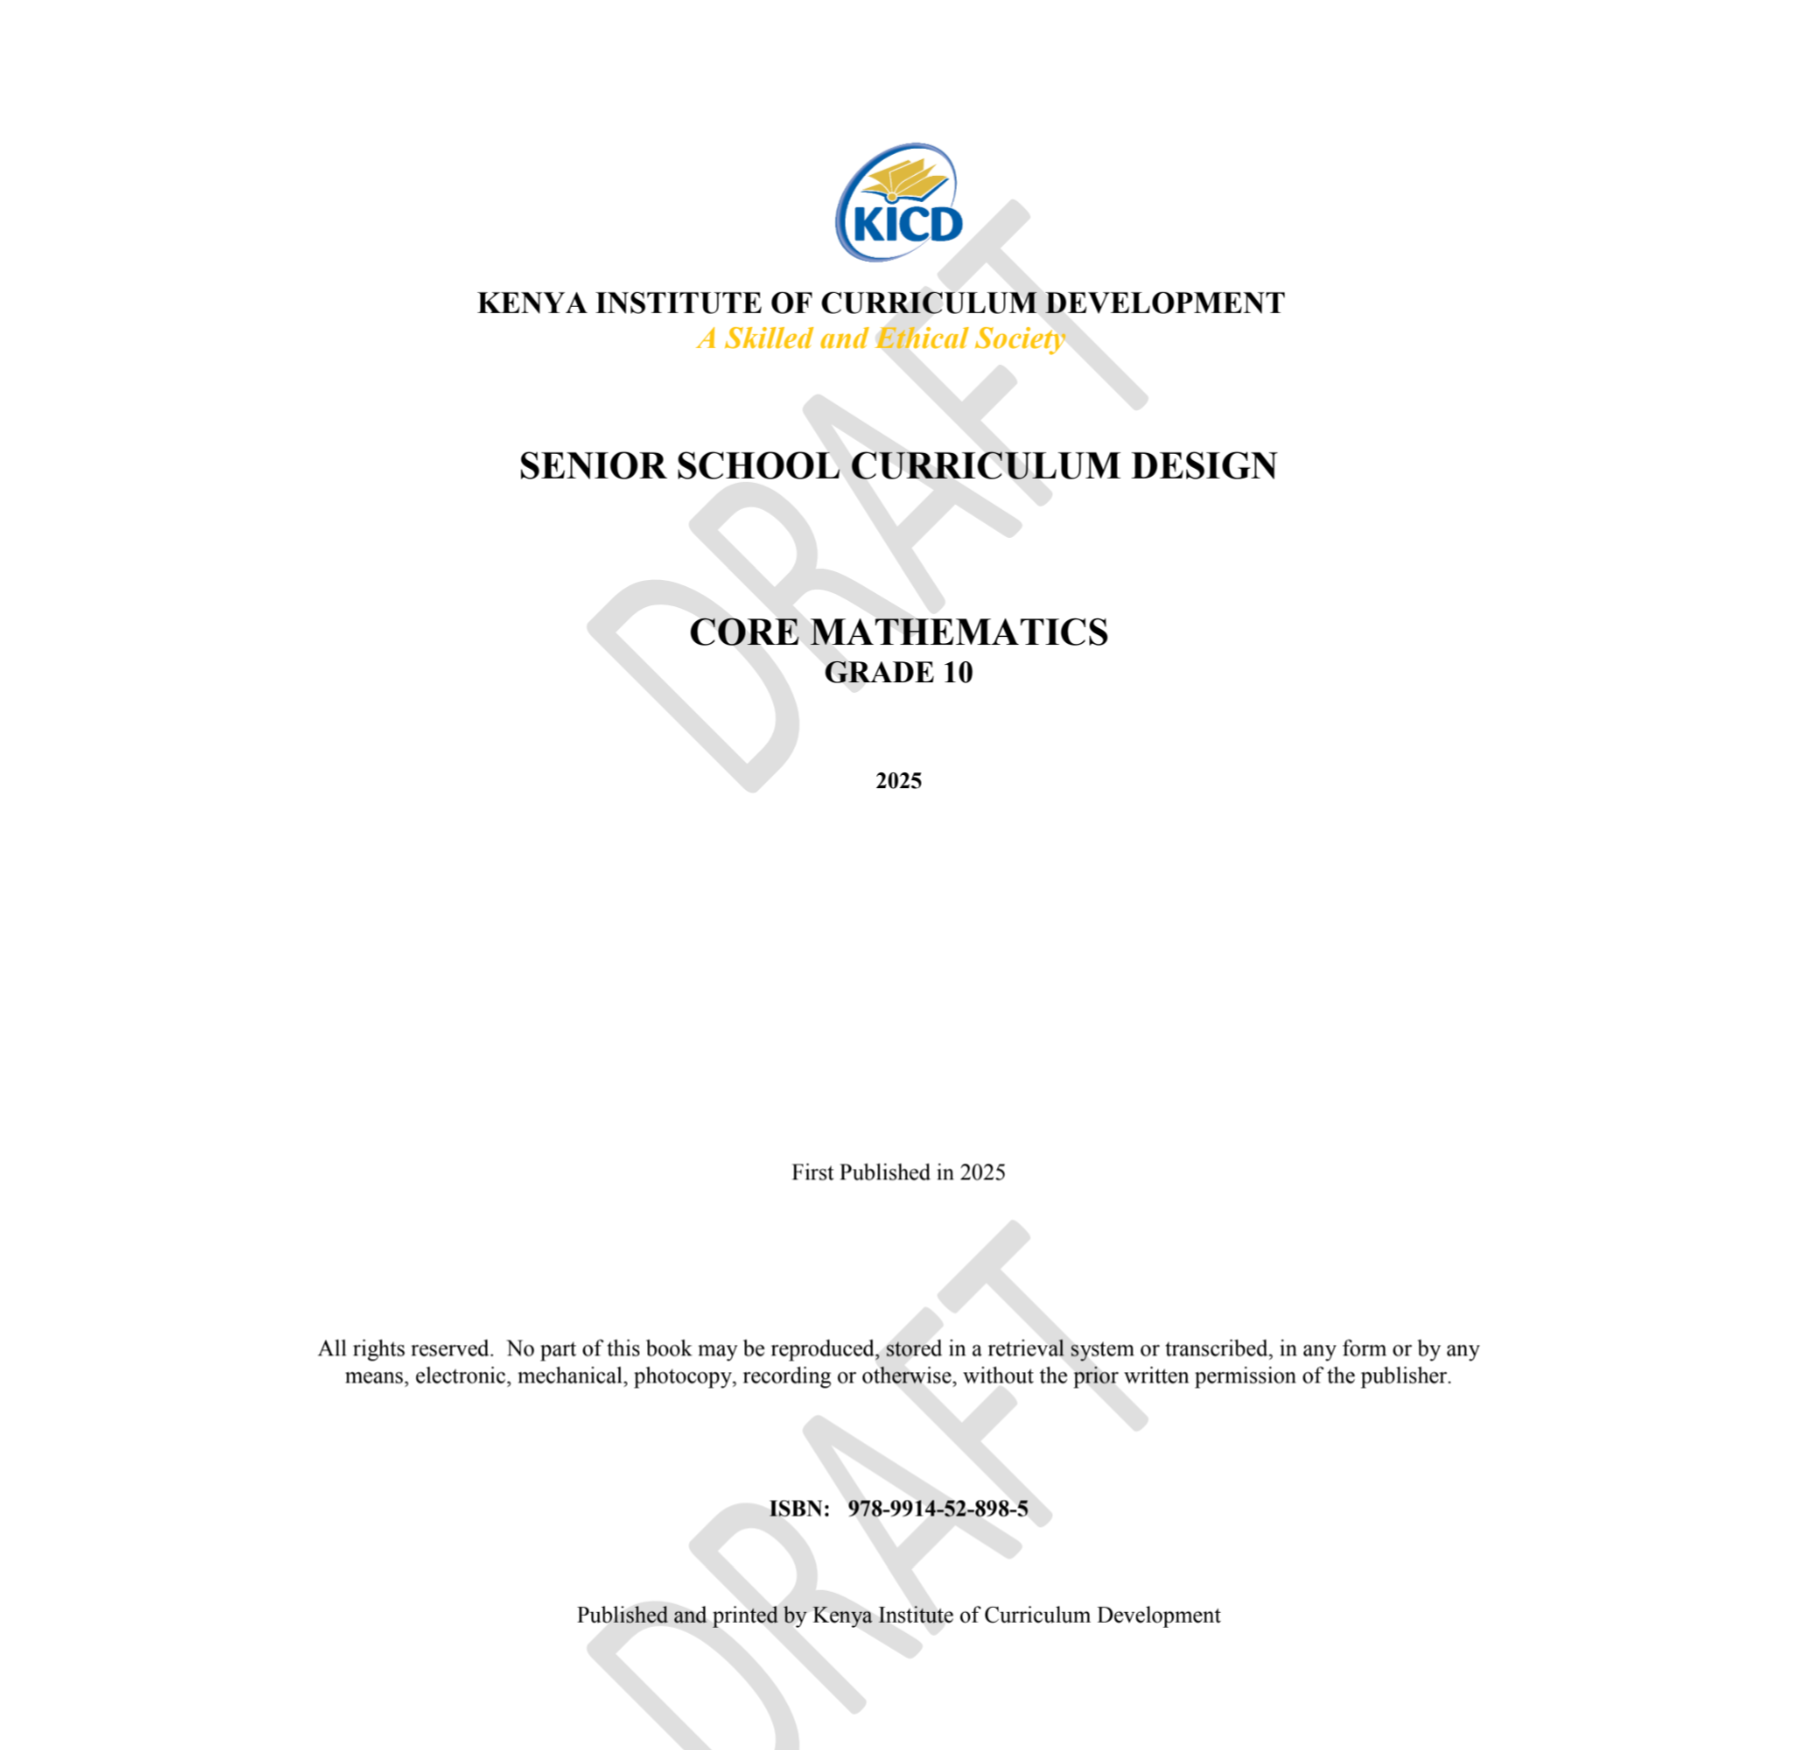 KICD
KENYA INSTITUTE OF CURRICULUM DEVELOPMENT
A Skilled and Ethical Society
SENIOR SCHOOL CURRICULUM DESIGN
CORE MATHEMATICS
GRADE 10
2025
DRAFT
First Published in 2025
All rights reserved.  No part of this book may be reproduced, stored in a retrieval system or transcribed, in any form or by any
means, electronic, mechanical, photocopy, recording or otherwise, without the prior written permission of the publisher.
ISBN:   978-9914-52-898-5
Published and printed by Kenya Institute of Curriculum Development
DRAFT